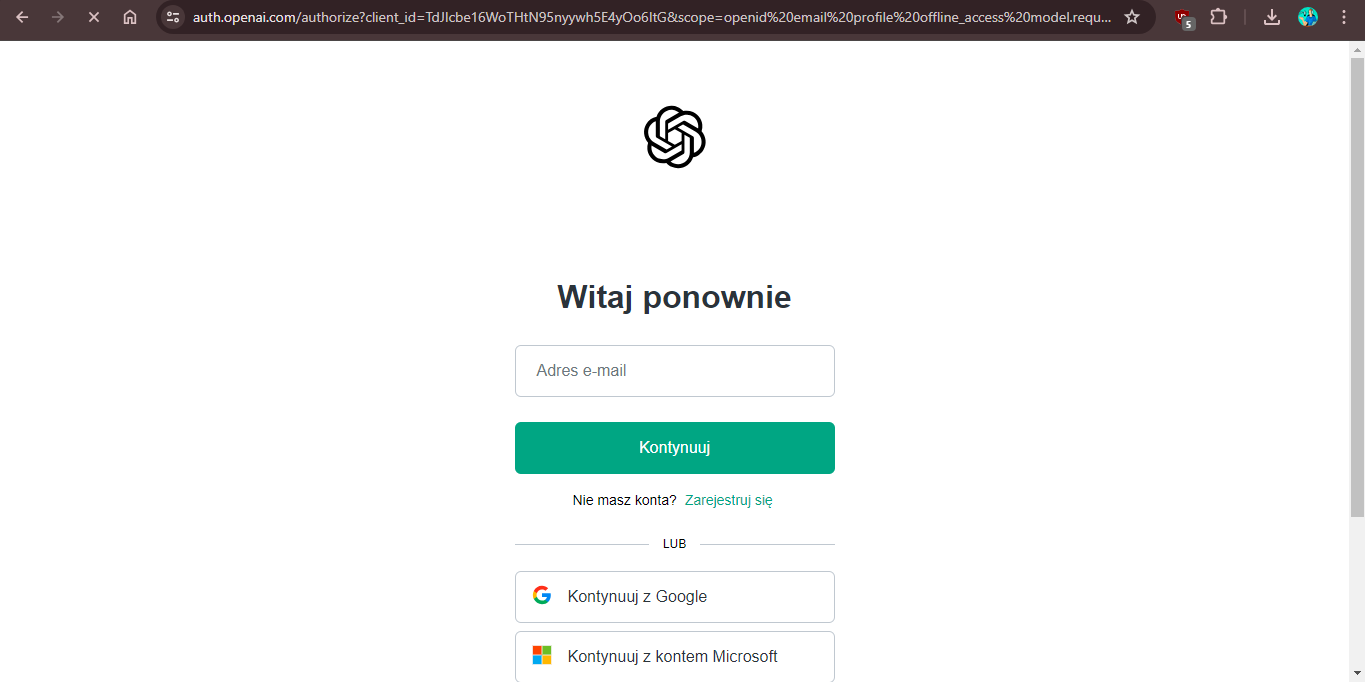 auth.openai.com/authorize?client_id=TdJIcbe16WoTHtN95nyywh5E4yOo6ItG&scope=openid%20email%20profile%20offline_access%20model.requ...
5
Witaj ponownie
Adres e-mail
Kontynuuj
Nie masz konta? Zarejestruj się
LUB
Kontynuuj z Google
Kontynuuj z kontem Microsoft